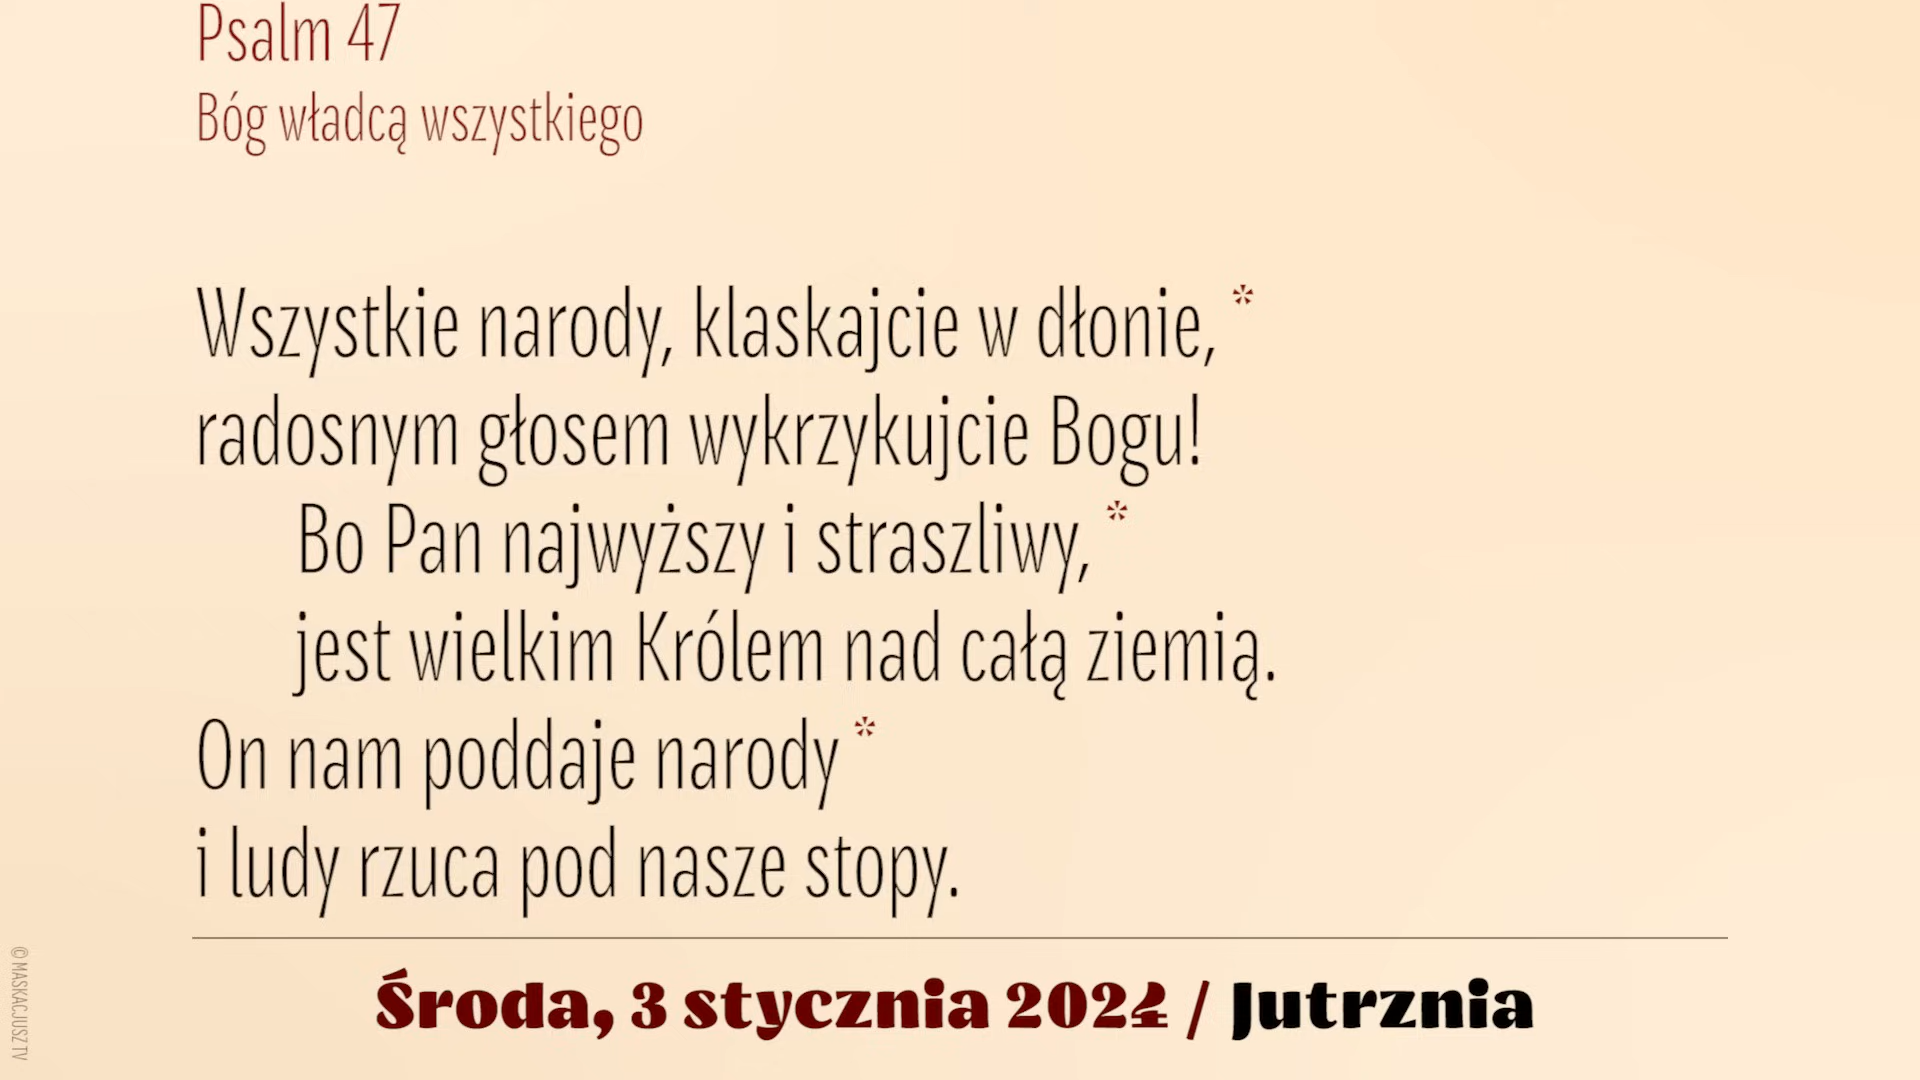 Psalm 47
Bóg władcą wszystkiego
Wszystkie narody, klaskajcie w dłonie, *
radosnym głosem wykrzykujcie Bogu!
Bo Pan najwyższy i straszliwy, *
jest wielkim Królem nad całą ziemią.
On nam poddaje narody *
i ludy rzuca pod nasze stopy.
Środa, 3 stycznia 2024 / Jutrznia
© MASKACJUSZ TV